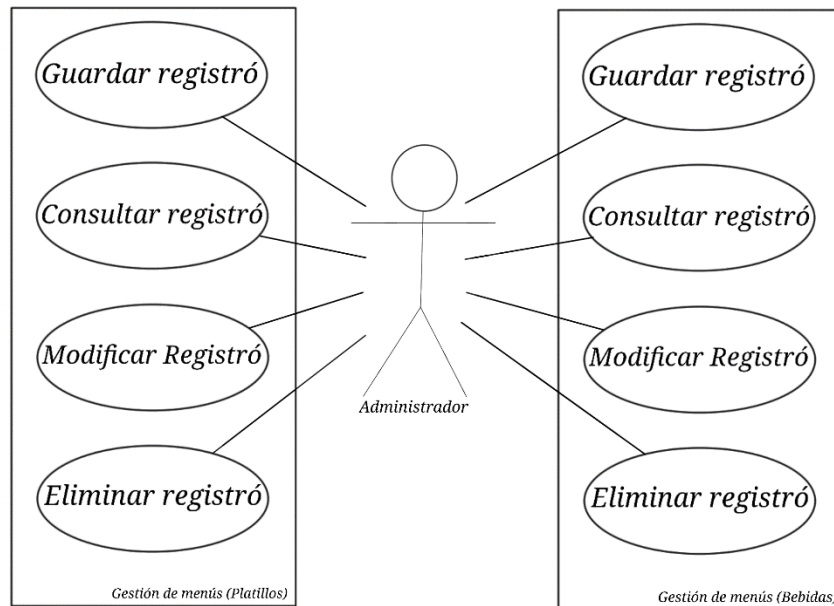 Guardar registró
Consultar registró
Modificar Registró
Eliminar registró
Gestión de menús (Platillos)
Administrador
Guardar registró
Consultar registró
Modificar Registró
Eliminar registró
Gestión de menús (Bebidas)